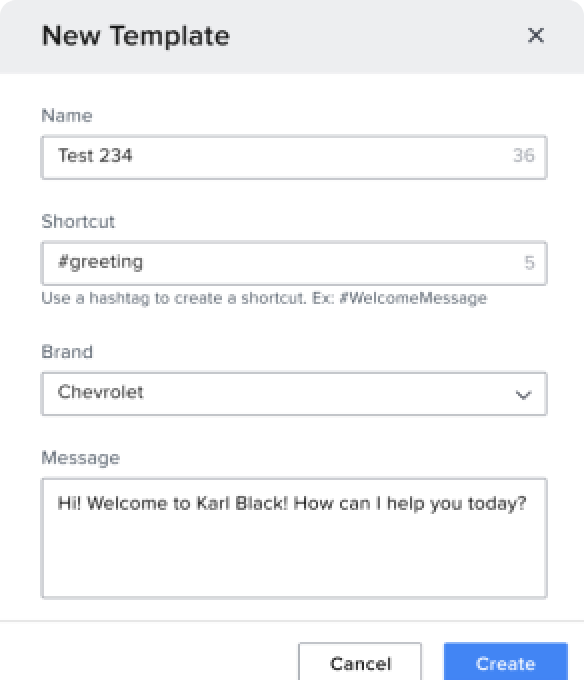 New Template
Name
Test 234 36
Shortcut
#greeting 5
Use a hashtag to create a shortcut. Ex: #WelcomeMessage
Brand
Chevrolet
Message
Hi! Welcome to Karl Black! How can I help you today?
Cancel Create